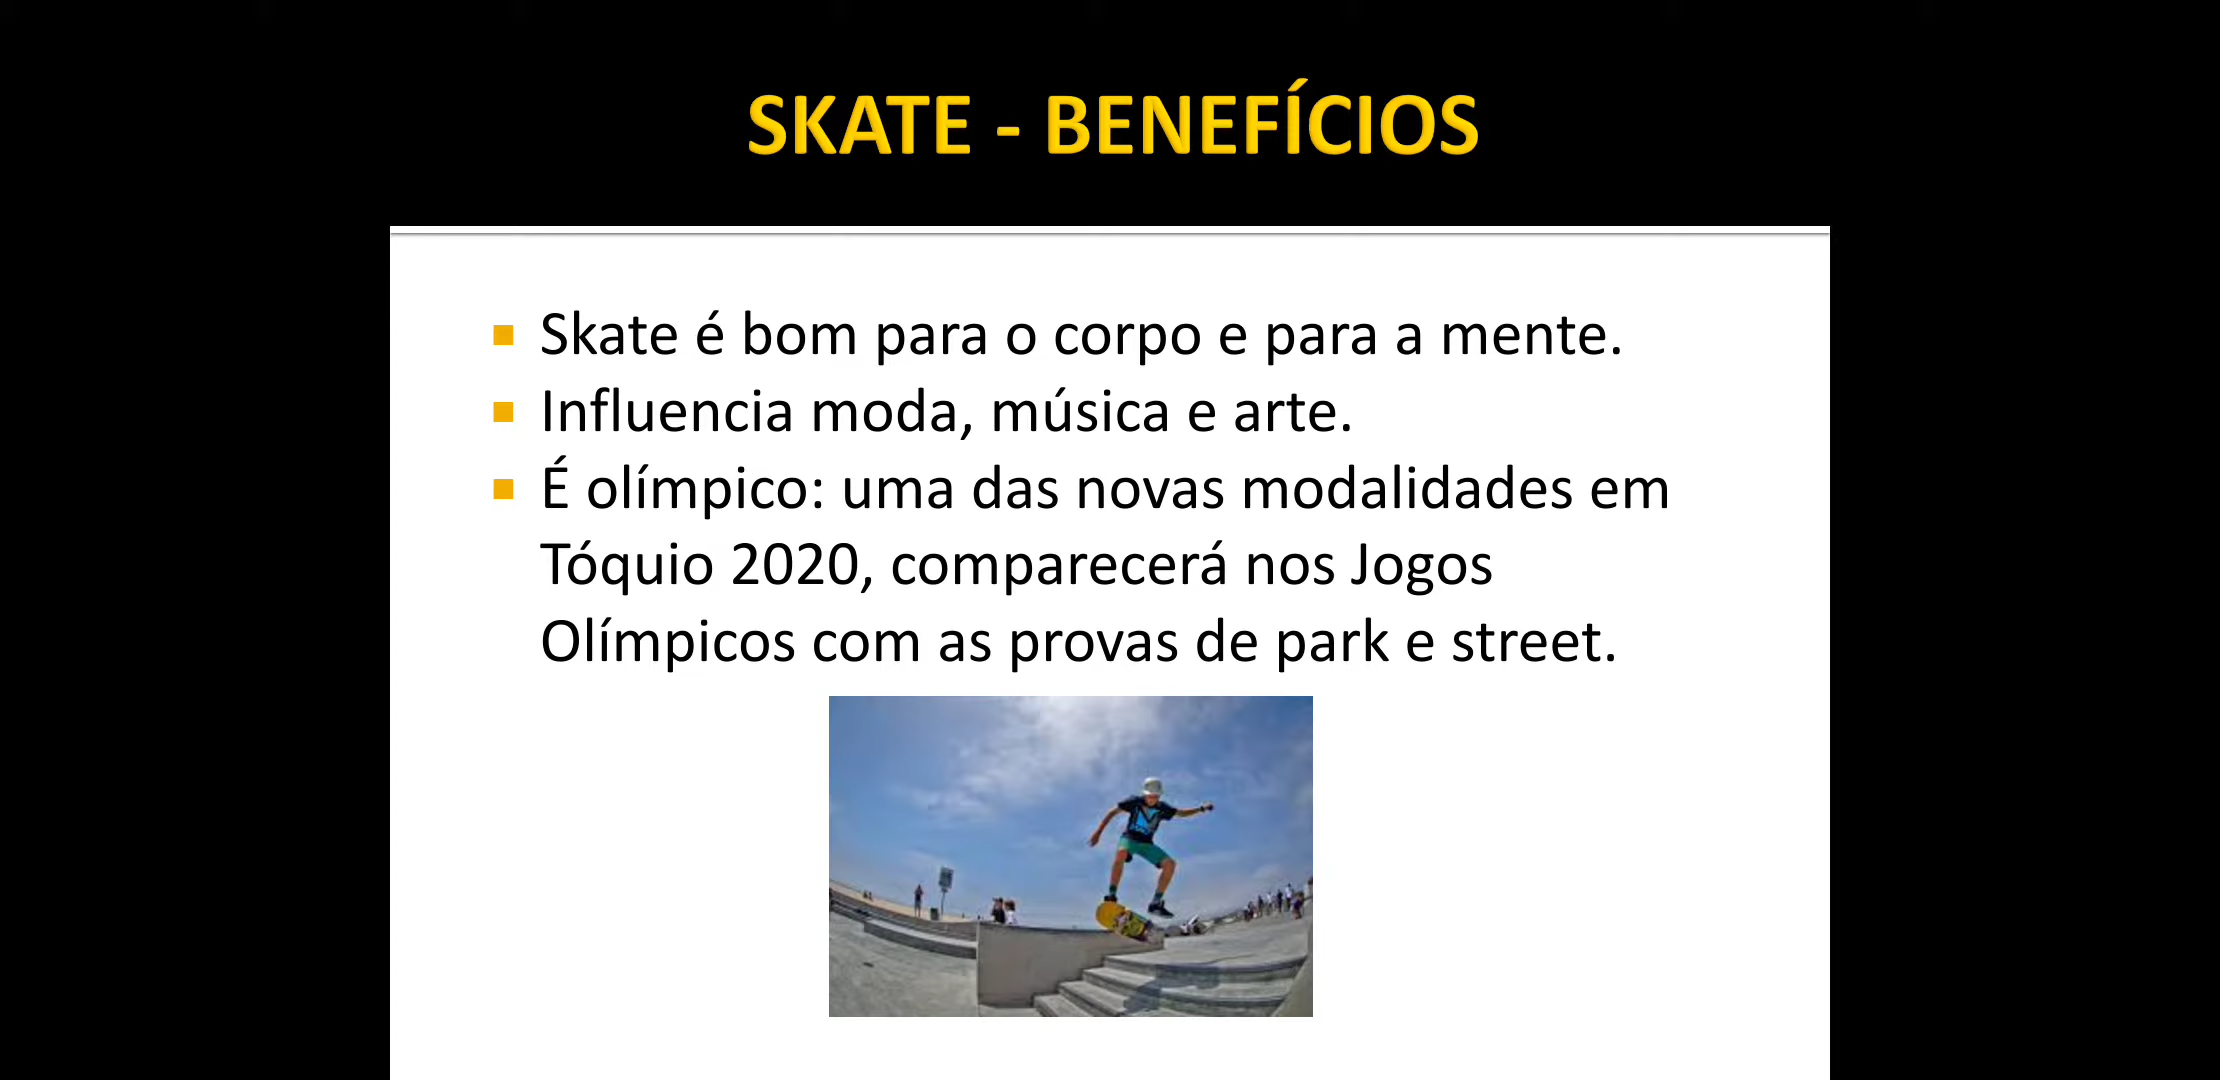 SKATE - BENEFÍCIOS
Skate é bom para o corpo e para a mente.
Influencia moda, música e arte.
É olímpico: uma das novas modalidades em
Tóquio 2020, comparecerá nos Jogos
Olímpicos com as provas de park e street.